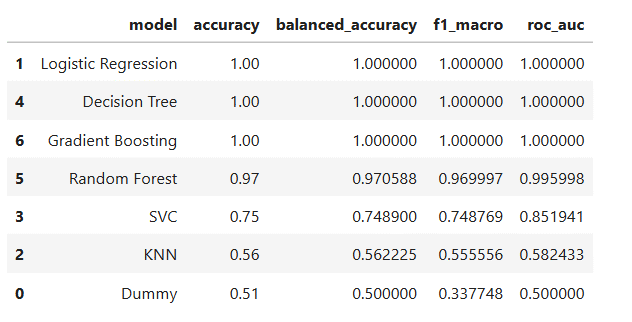 model accuracy balanced_accuracy f1_macro roc_auc
1 Logistic Regression 1.00 1.000000 1.000000 1.000000
4 Decision Tree 1.00 1.000000 1.000000 1.000000
6 Gradient Boosting 1.00 1.000000 1.000000 1.000000
5 Random Forest 0.97 0.970588 0.969997 0.995998
3 SVC 0.75 0.748900 0.748769 0.851941
2 KNN 0.56 0.562225 0.555556 0.582433
0 Dummy 0.51 0.500000 0.337748 0.500000